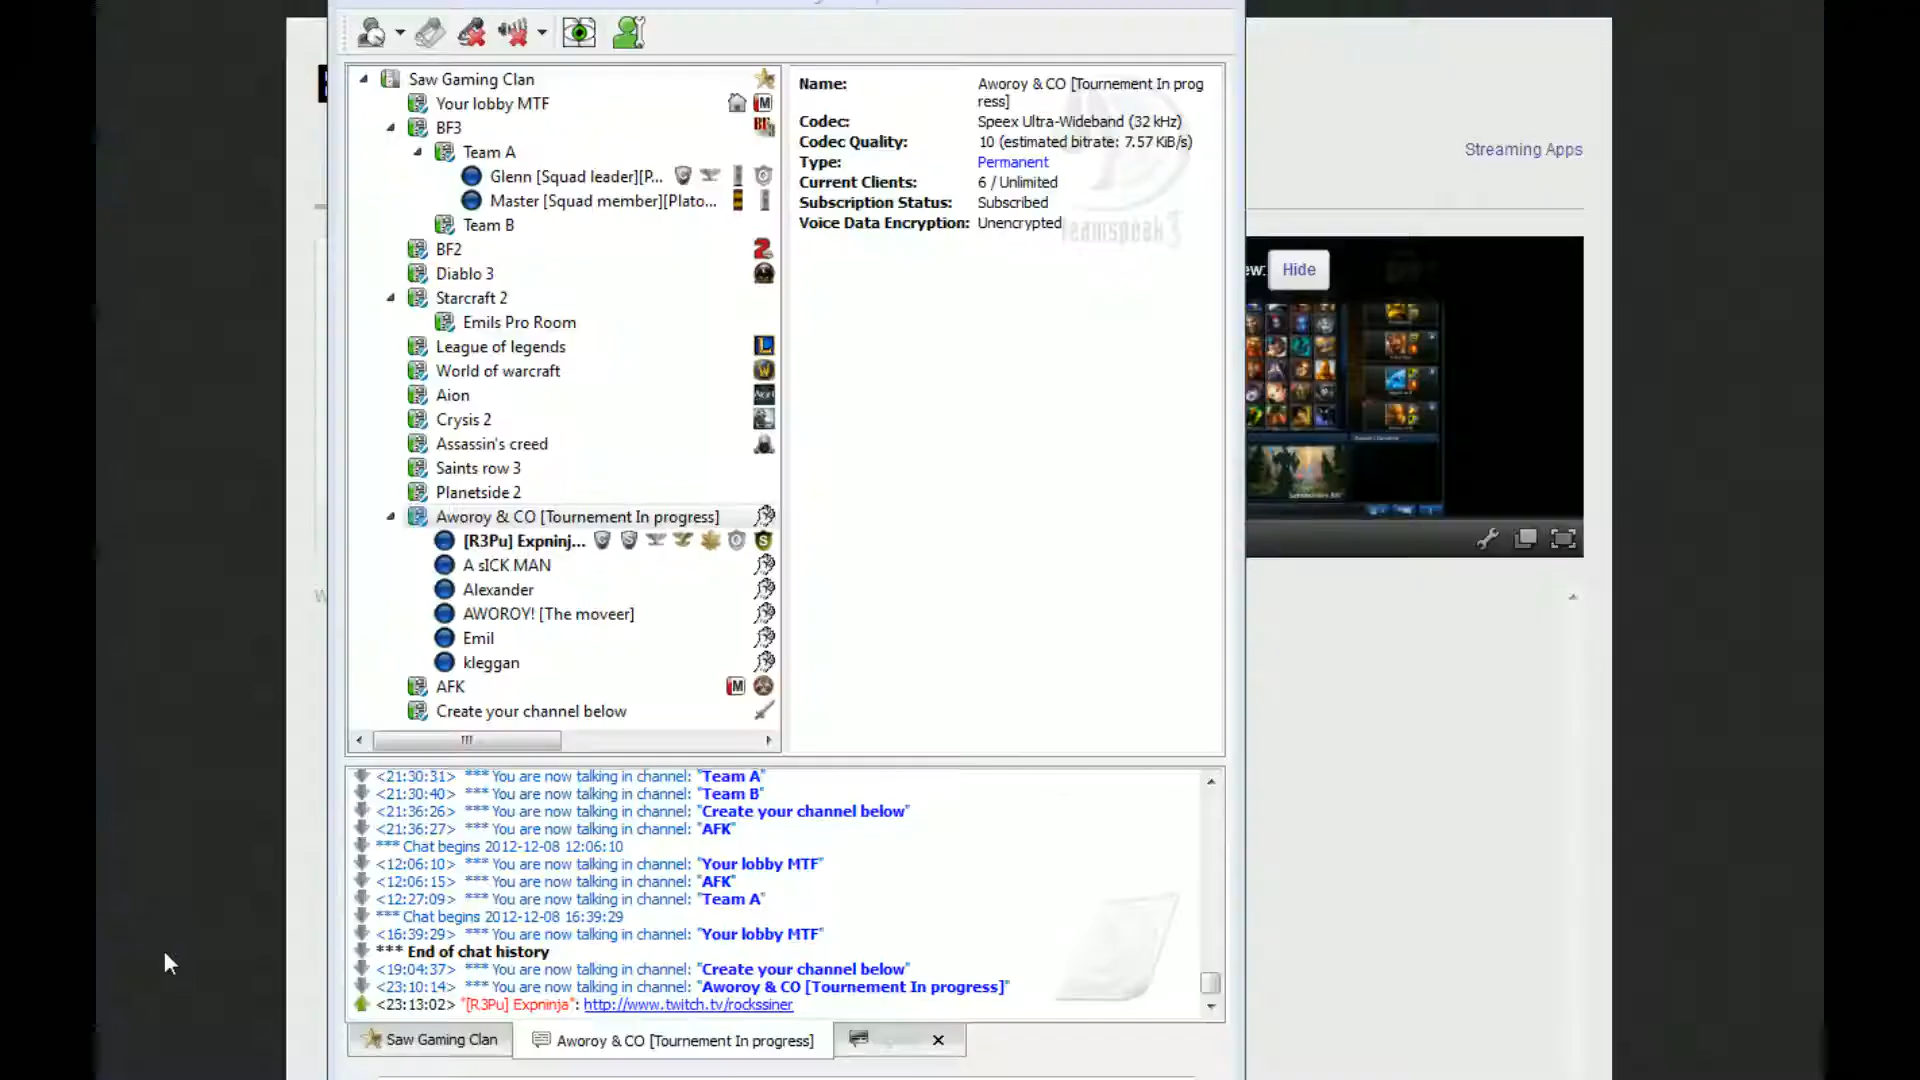 Saw Gaming Clan
Your lobby MTF
BF3
Team A
Glenn [Squad leader][P...
Master [Squad member][Plato...
Team B
BF2
Diablo 3
Starcraft 2
Emils Pro Room
League of legends
World of warcraft
Aion
Crysis 2
Assassin's creed
Saints row 3
Planetside 2
Aworoy & CO [Tournement In progress]
[R3Pu] Expninj...
A sICK MAN
Alexander
AWOROY! [The moveer]
Emil
kleggan
AFK
Create your channel below
Name: Aworoy & CO [Tournement In prog
ress]
Codec: Speex Ultra-Wideband (32 kHz)
Codec Quality: 10 (estimated bitrate: 7.57 KiB/s)
Type: Permanent
Current Clients: 6 / Unlimited
Subscription Status: Subscribed
Voice Data Encryption: Unencrypted
teamspeak 3
Streaming Apps
Hide
<21:30:31> *** You are now talking in channel: "Team A"
<21:30:40> *** You are now talking in channel: "Team B"
<21:36:26> *** You are now talking in channel: "Create your channel below"
<21:36:27> *** You are now talking in channel: "AFK"
*** Chat begins 2012-12-08 12:06:10
<12:06:10> *** You are now talking in channel: "Your lobby MTF"
<12:06:15> *** You are now talking in channel: "AFK"
<12:27:09> *** You are now talking in channel: "Team A"
*** Chat begins 2012-12-08 16:39:29
<16:39:29> *** You are now talking in channel: "Your lobby MTF"
*** End of chat history
<19:04:37> *** You are now talking in channel: "Create your channel below"
<23:10:14> *** You are now talking in channel: "Aworoy & CO [Tournement In progress]"
<23:13:02> "[R3Pu] Expninja": http://www.twitch.tv/rockssiner
Saw Gaming Clan
Aworoy & CO [Tournement In progress]